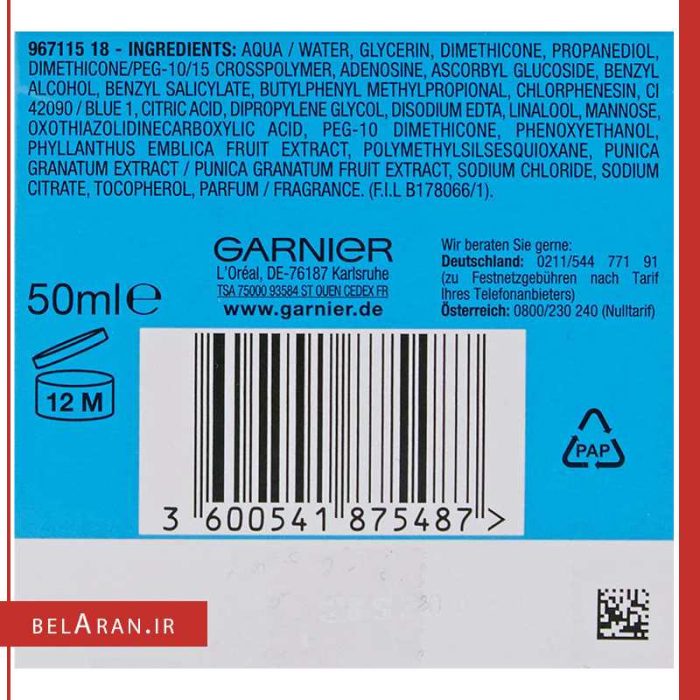 967115 18 - INGREDIENTS: AQUA / WATER, GLYCERIN, DIMETHICONE, PROPANEDIOL,
DIMETHICONE/PEG-10/15 CROSSPOLYMER, ADENOSINE, ASCORBYL GLUCOSIDE, BENZYL
ALCOHOL, BENZYL SALICYLATE, BUTYLPHENYL METHYLPROPIONAL, CHLORPHENESIN, CI
42090 / BLUE 1, CITRIC ACID, DIPROPYLENE GLYCOL, DISODIUM EDTA, LINALOOL, MANNOSE,
OXOTHIAZOLIDINECARBOXYLIC ACID, PEG-10 DIMETHICONE, PHENOXYETHANOL,
PHYLLANTHUS EMBLICA FRUIT EXTRACT, POLYMETHYLSILSESQUIOXANE, PUNICA
GRANATUM EXTRACT / PUNICA GRANATUM FRUIT EXTRACT, SODIUM CHLORIDE, SODIUM
CITRATE, TOCOPHEROL, PARFUM / FRAGRANCE. (F.I.L B178066/1).
GARNIER
L'Oréal, DE-76187 Karlsruhe
TSA 75000 93584 ST OUEN CEDEX FR
www.garnier.de
Wir beraten Sie gerne:
Deutschland: 0211/544 771 91
(zu Festnetzgebühren nach Tarif
Ihres Telefonanbieters)
Österreich: 0800/230 240 (Nulltarif)
50ml℮
12 M
PAP
3 600541 875487 >
BELARAN.IR